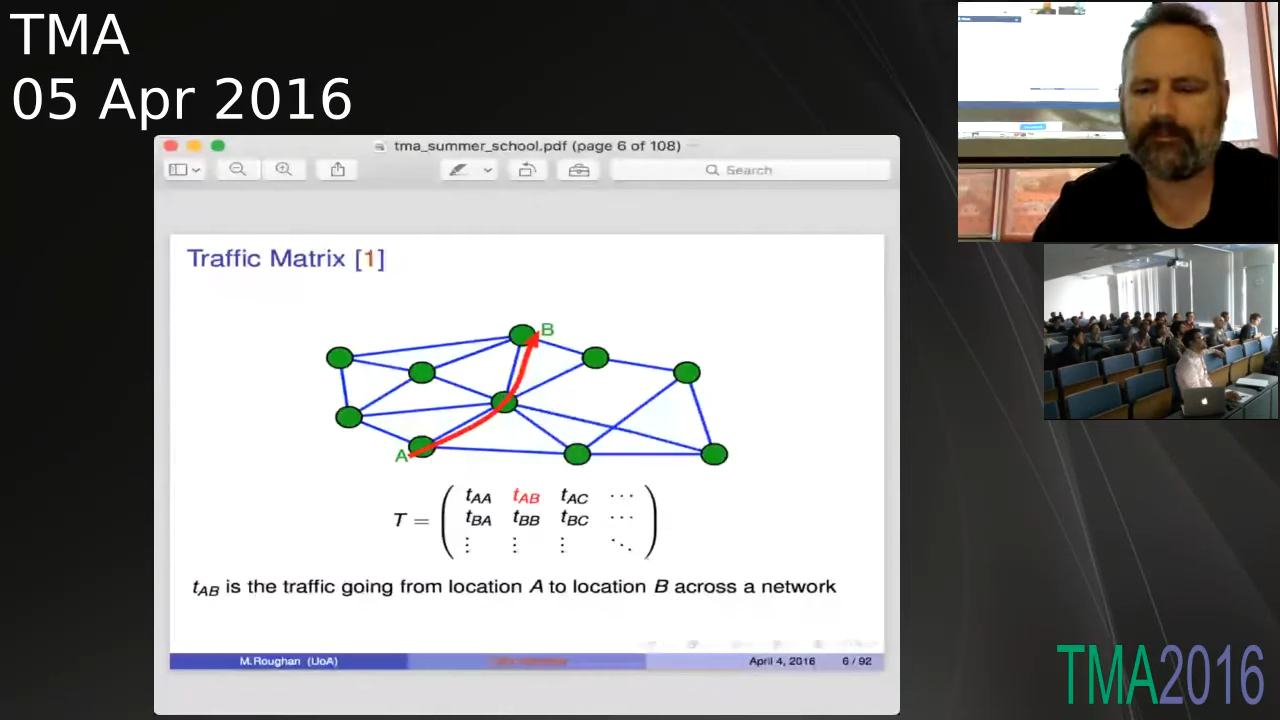 TMA
05 Apr 2016
tma_summer_school.pdf (page 6 of 108)
Search
Traffic Matrix [1]
B
A
t_AA t_AB t_AC ⋯
T = t_BA t_BB t_BC ⋯
⋮ ⋮ ⋮ ⋱
t_AB is the traffic going from location A to location B across a network
M.Roughan (UoA)
April 4, 2016 6 / 92
TMA2016